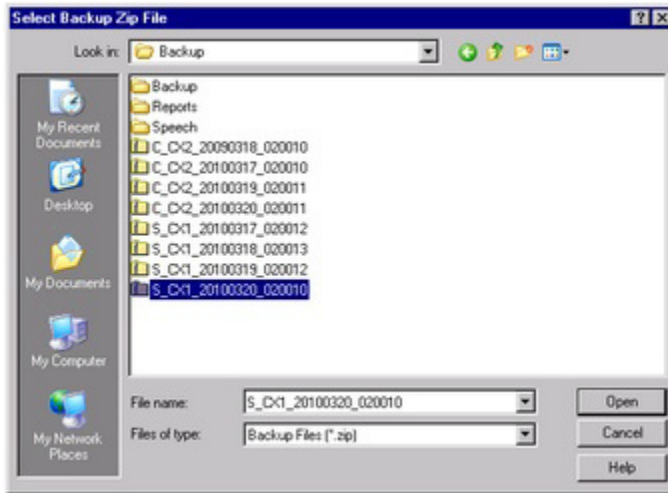 Select Backup Zip File
Look in: Backup
My Recent Documents
Desktop
My Documents
My Computer
My Network Places
Backup
Reports
Speech
C_CX2_20090318_020010
C_CX2_20100317_020010
C_CX2_20100319_020011
C_CX2_20100320_020011
S_CX1_20100317_020012
S_CX1_20100318_020013
S_CX1_20100319_020012
S_CX1_20100320_020010
File name: S_CX1_20100320_020010 Open
Files of type: Backup Files (*.zip) Cancel
Help